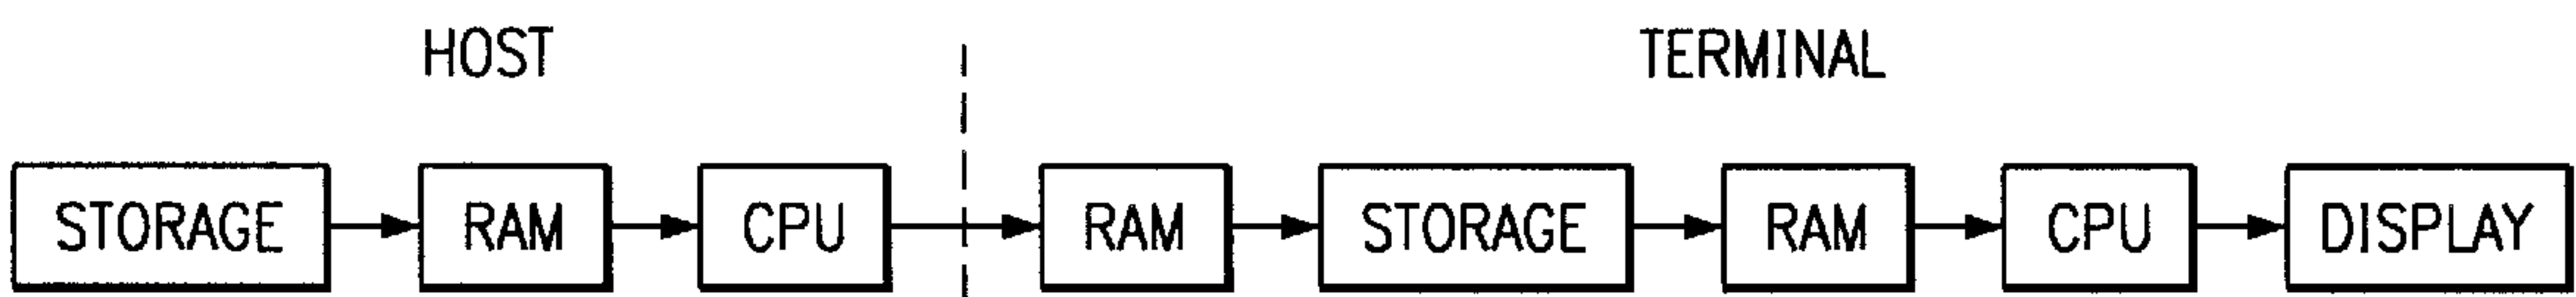 HOST
TERMINAL
STORAGE
RAM
CPU
RAM
STORAGE
RAM
CPU
DISPLAY